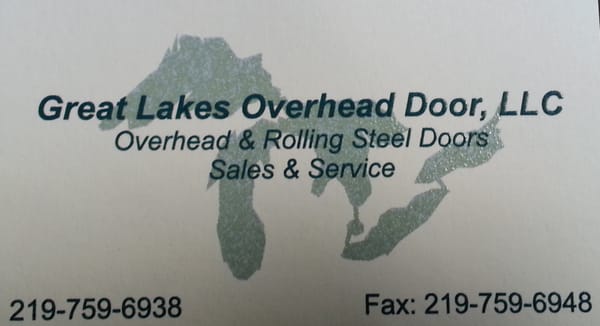 Great Lakes Overhead Door, LLC
Overhead & Rolling Steel Doors
Sales & Service
219-759-6938
Fax: 219-759-6948